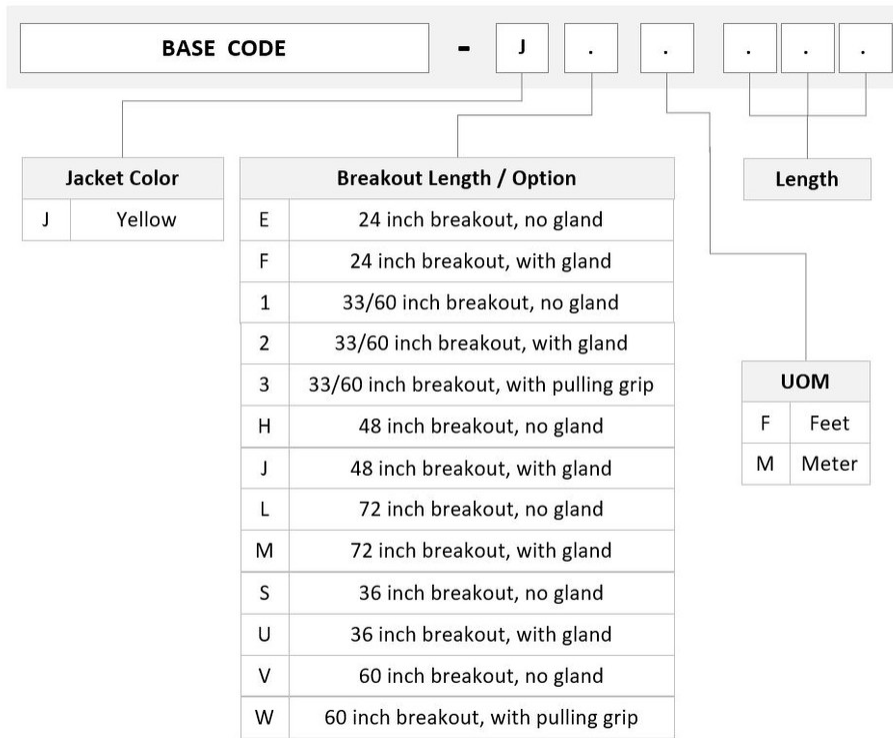 BASE CODE - J . . . . .
Jacket Color
J Yellow
Breakout Length / Option
E 24 inch breakout, no gland
F 24 inch breakout, with gland
1 33/60 inch breakout, no gland
2 33/60 inch breakout, with gland
3 33/60 inch breakout, with pulling grip
H 48 inch breakout, no gland
J 48 inch breakout, with gland
L 72 inch breakout, no gland
M 72 inch breakout, with gland
S 36 inch breakout, no gland
U 36 inch breakout, with gland
V 60 inch breakout, no gland
W 60 inch breakout, with pulling grip
Length
UOM
F Feet
M Meter